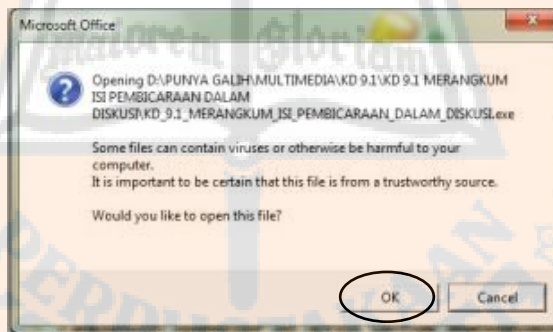 Microsoft Office
Opening D:\PUNYA GALIH\MULTIMEDIA\KD 9.1\KD 9.1 MERANGKUM
ISI PEMBICARAAN DALAM
DISKUSI\KD_9.1_MERANGKUM_ISI_PEMBICARAAN_DALAM_DISKUSI.exe
Some files can contain viruses or otherwise be harmful to your
computer.
It is important to be certain that this file is from a trustworthy source.
Would you like to open this file?
OK
Cancel